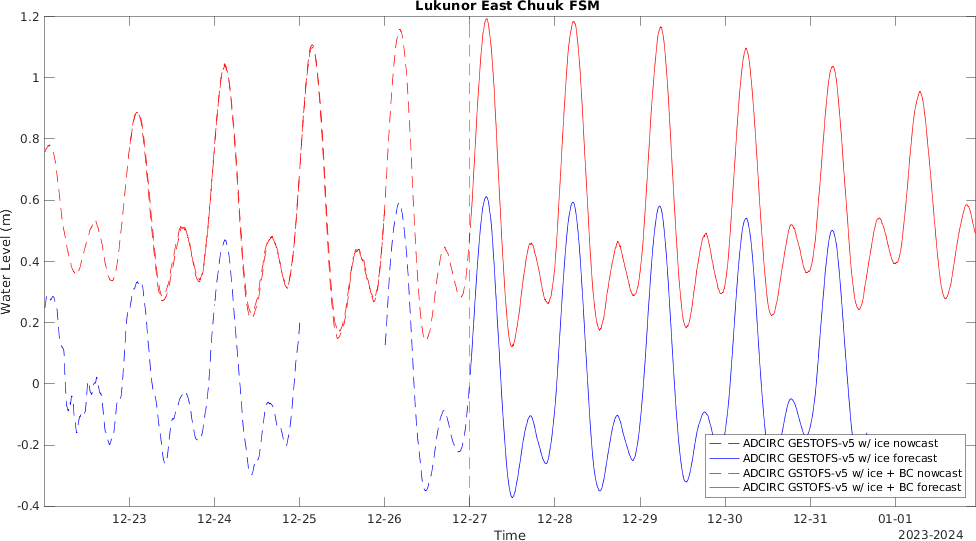 Lukunor East Chuuk FSM
Water Level (m)
1.2
1
0.8
0.6
0.4
0.2
0
-0.2
-0.4
12-23
12-24
12-25
12-26
12-27
12-28
12-29
12-30
12-31
01-01
Time
2023-2024
ADCIRC GESTOFS-v5 w/ ice nowcast
ADCIRC GESTOFS-v5 w/ ice forecast
ADCIRC GSTOFS-v5 w/ ice + BC nowcast
ADCIRC GSTOFS-v5 w/ ice + BC forecast